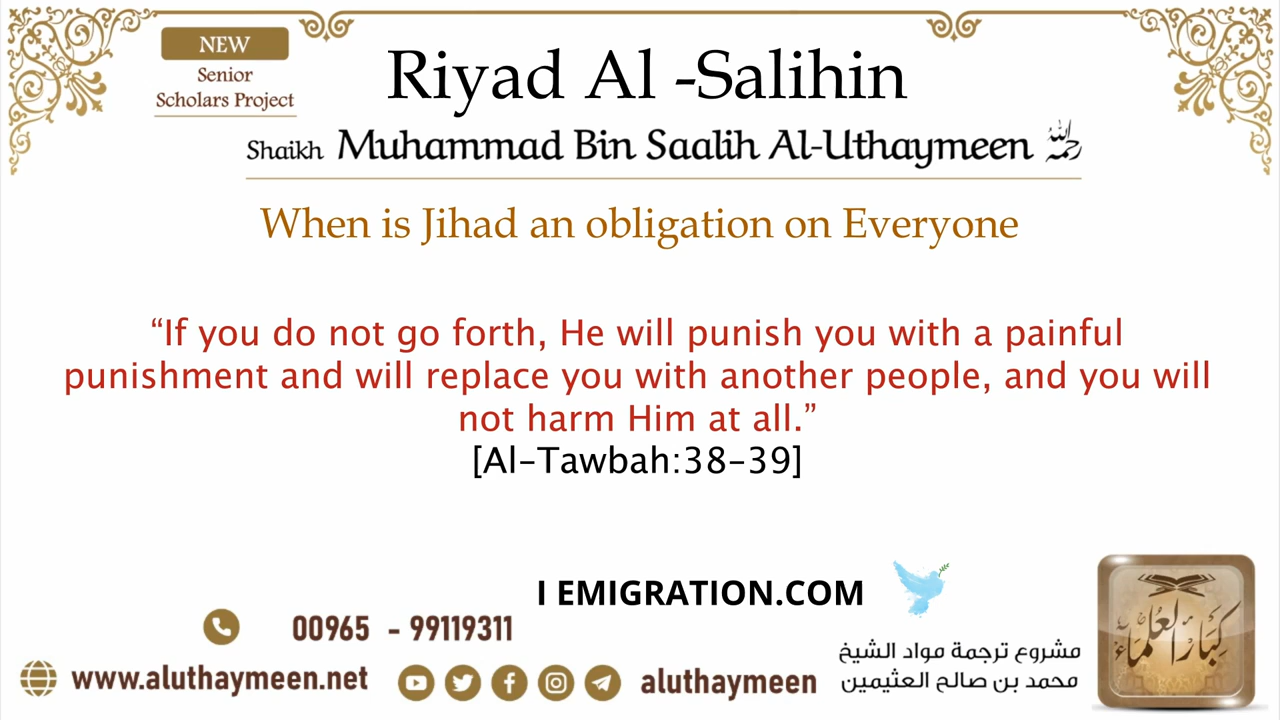 NEW
Senior
Scholars Project
Riyad Al -Salihin
Shaikh Muhammad Bin Saalih Al-Uthaymeen رحمه الله
When is Jihad an obligation on Everyone
“If you do not go forth, He will punish you with a painful
punishment and will replace you with another people, and you will
not harm Him at all.”
[Al-Tawbah:38-39]
I EMIGRATION.COM
00965 - 99119311
www.aluthaymeen.net
aluthaymeen
مشروع ترجمة مواد الشيخ
محمد بن صالح العثيمين
كبار العلماء